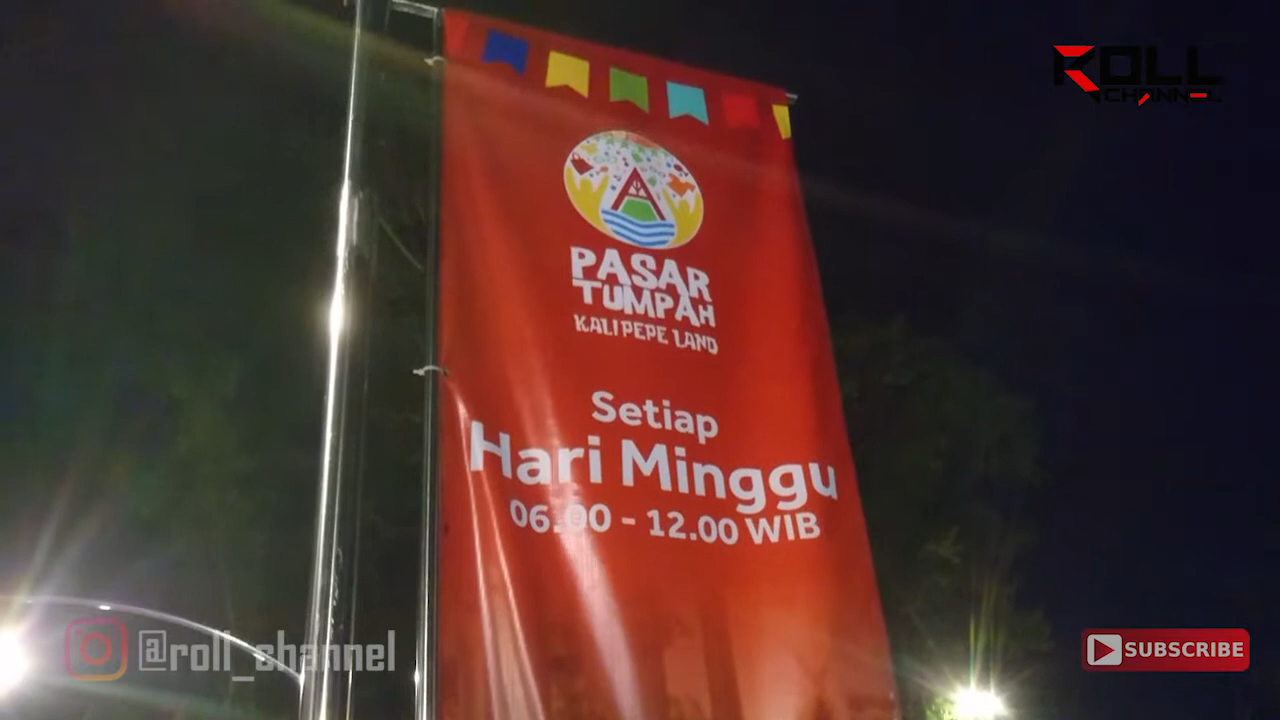 ROLL
CHANNEL
PASAR
TUMPAH
KALI PEPE LAND
Setiap
Hari Minggu
06.00 - 12.00 WIB
@roll_channel
SUBSCRIBE